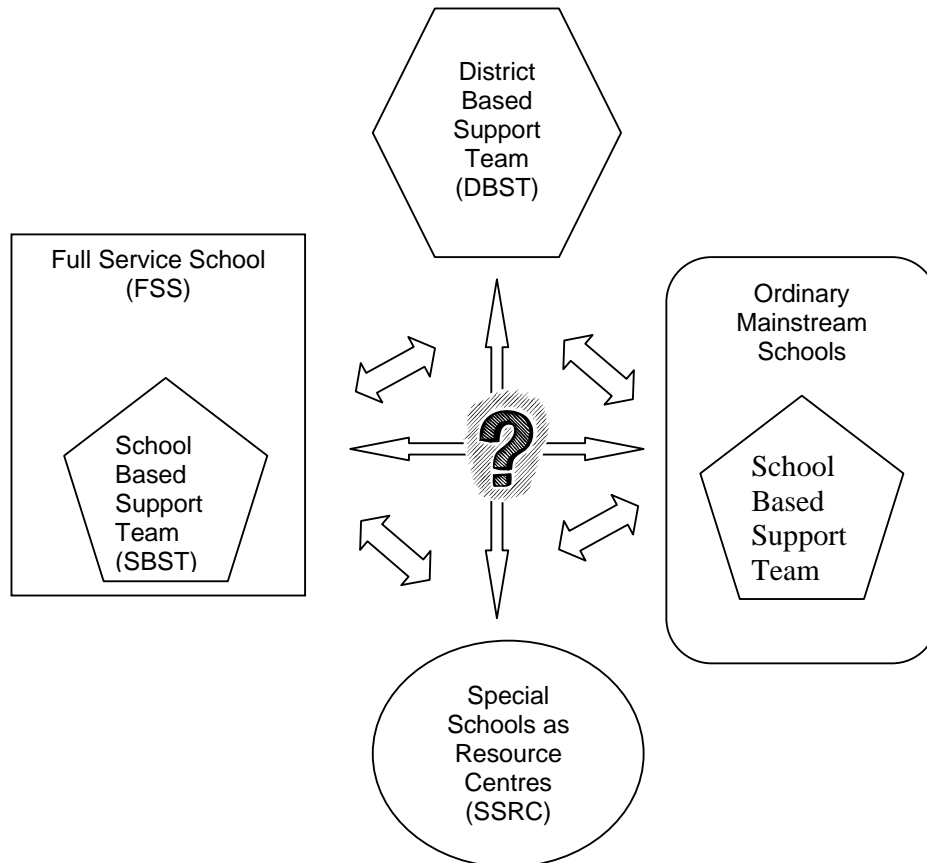 District
Based
Support
Team
(DBST)
Full Service School
(FSS)
School
Based
Support
Team
(SBST)
?
Ordinary
Mainstream
Schools
School
Based
Support
Team
Special
Schools as
Resource
Centres
(SSRC)